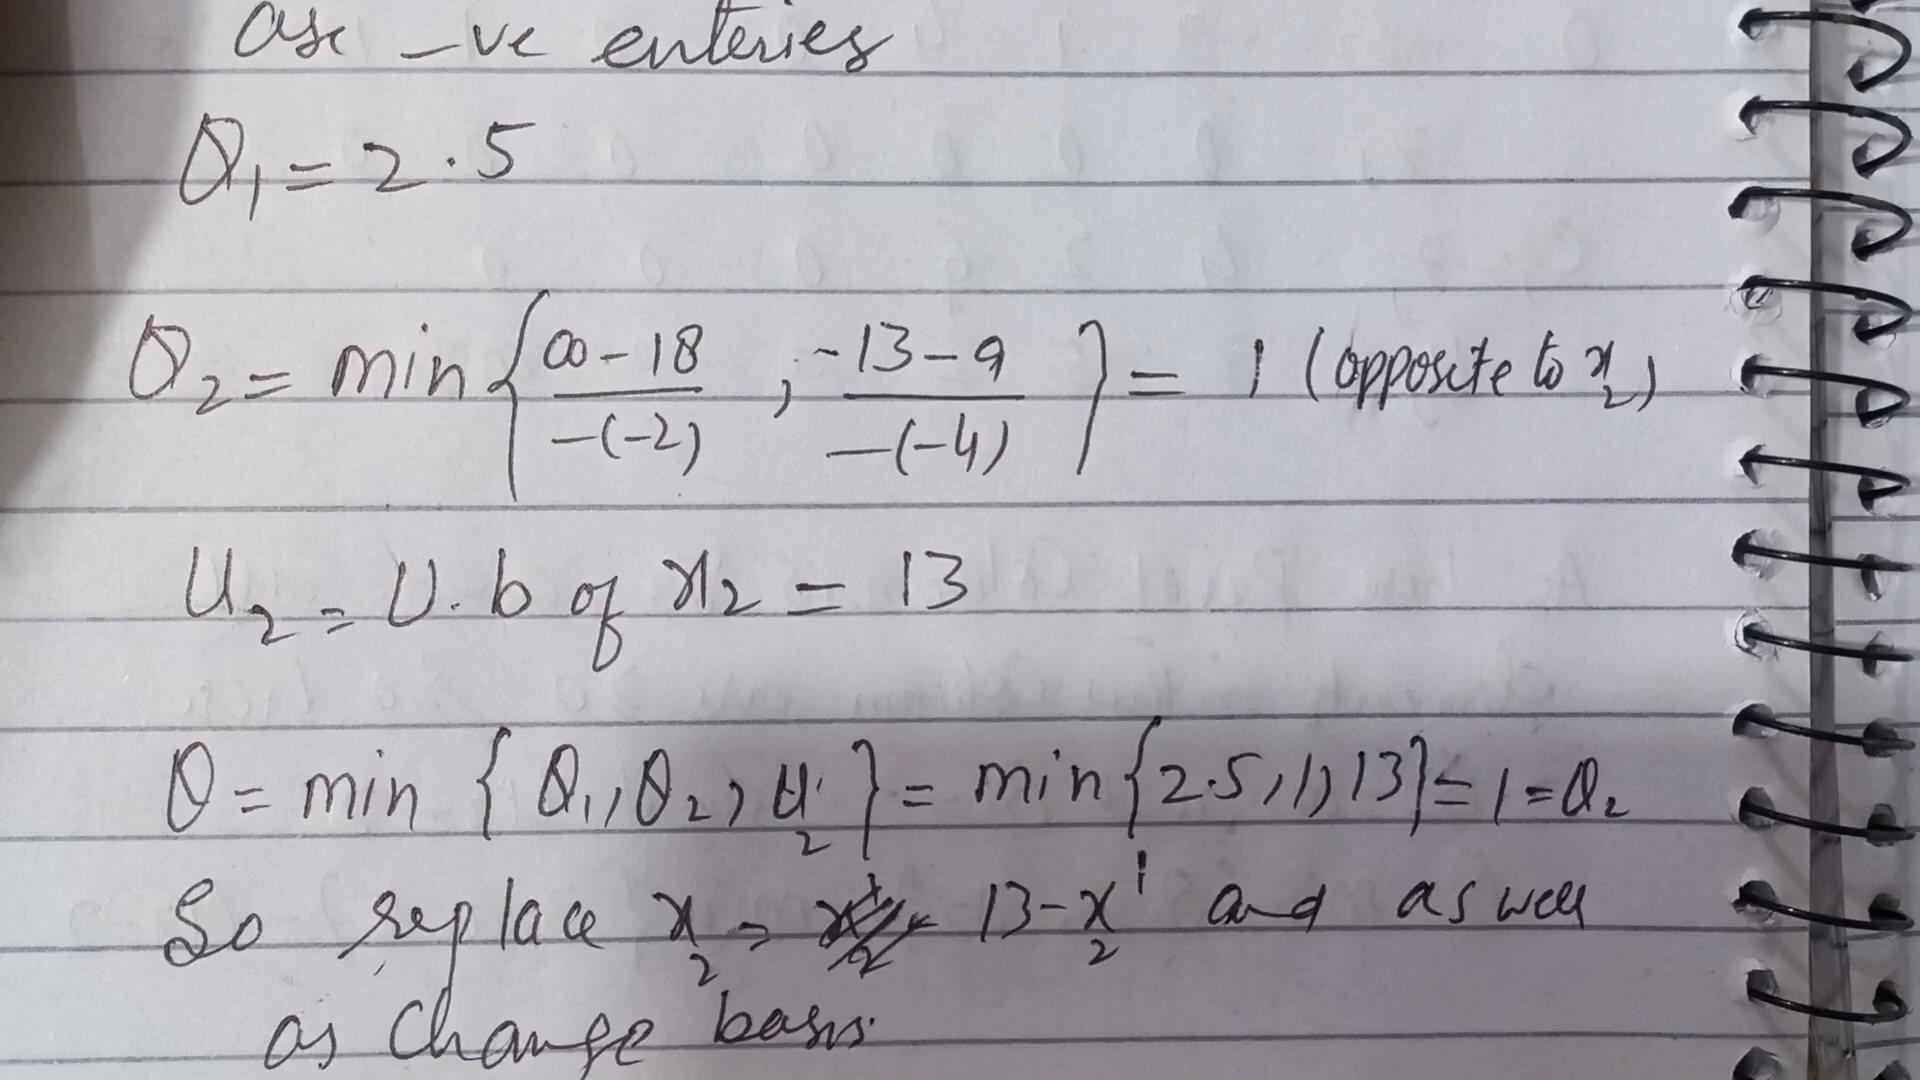 are -ve enteries
θ₁ = 2.5
θ₂ = min { (∞-18)/(-(-2)) , (-13-9)/(-(-4)) } = 1 (opposite to x₂)
U₂ = U.b of x₂ = 13
θ = min { θ₁, θ₂, U₂ } = min {2.5, 1, 13} = 1 = θ₂
So replace x₂ = 13-x₂' and as well
as change basis.